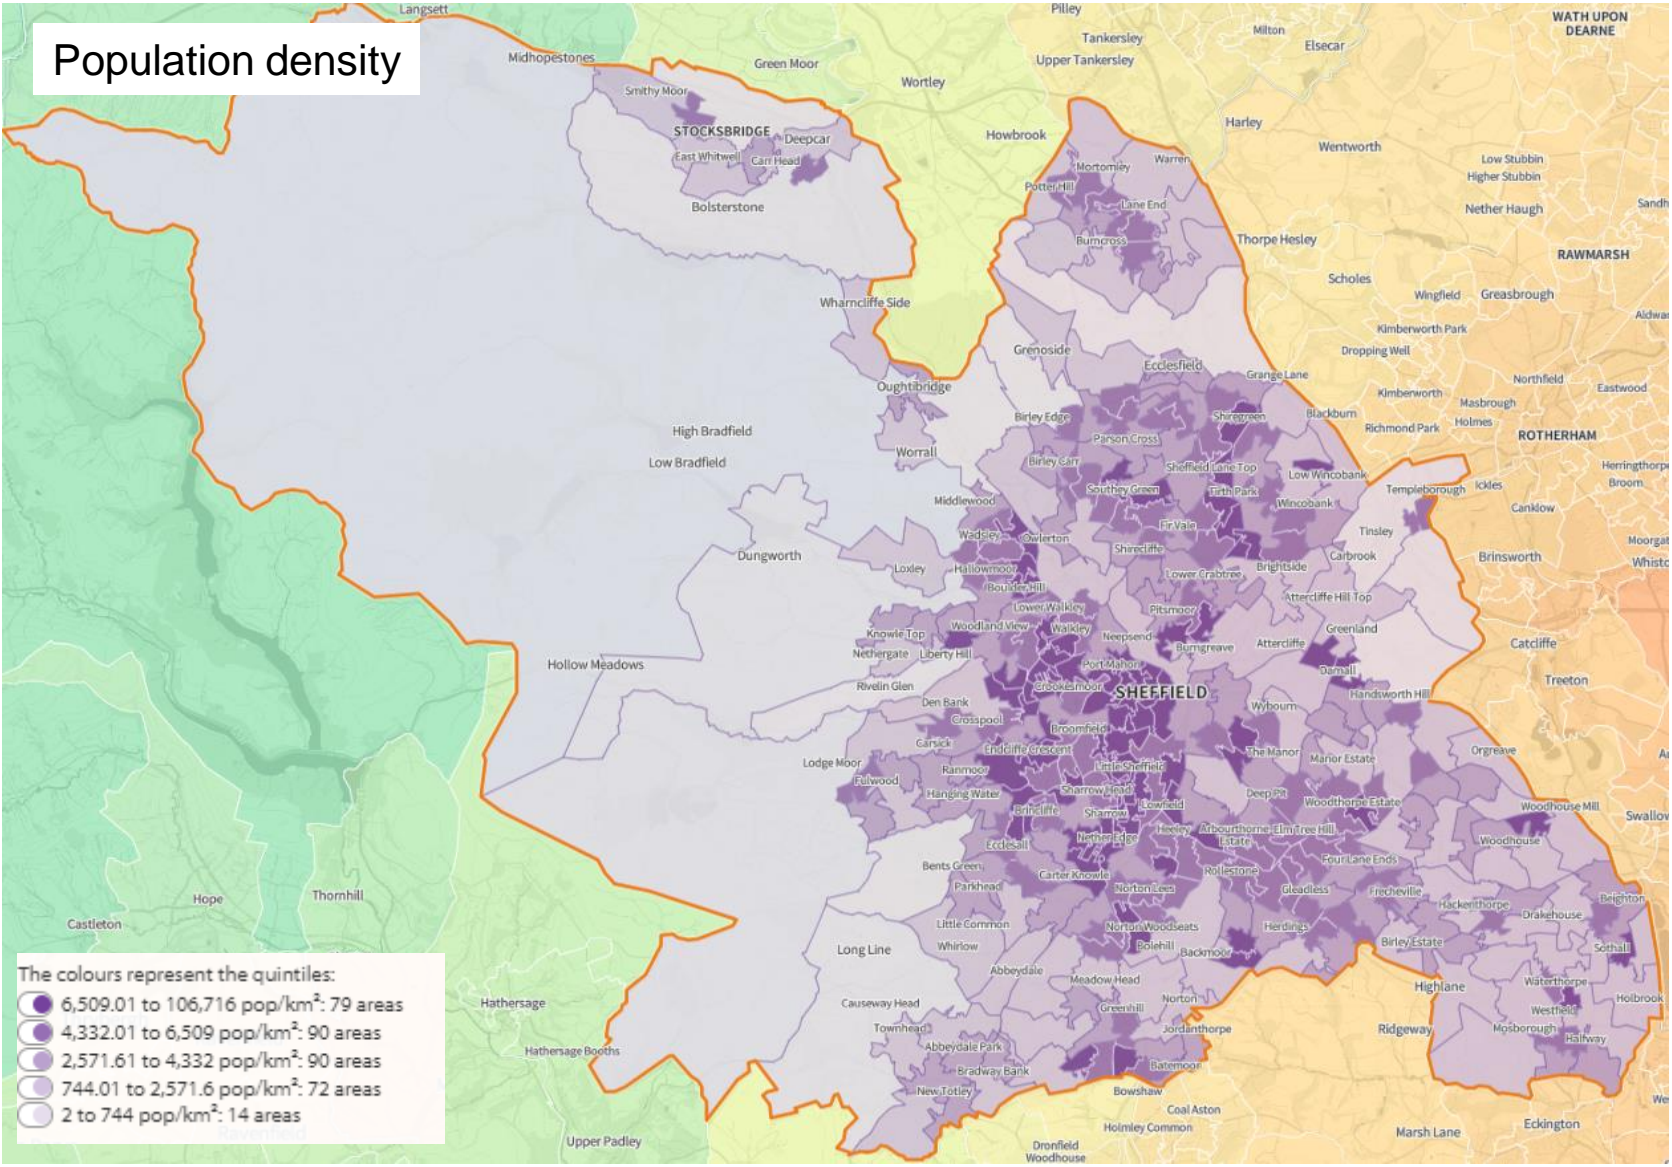 Population density
Langsett
Midhopestones
Green Moor
Wortley
Pilley
Tankersley
Upper Tankersley
Milton
Elsecar
WATH UPON
DEARNE
Smithy Moor
STOCKSBRIDGE
Deepcar
East Whitwell
Carr Head
Bolsterstone
Howbrook
Harley
Wentworth
Low Stubbin
Higher Stubbin
Nether Haugh
Sandh
Mortomley
Warren
Potter Hill
Lane End
Burncross
Thorpe Hesley
RAWMARSH
Scholes
Wingfield
Greasbrough
Aldwar
Wharncliffe Side
Kimberworth Park
Dropping Well
Grenoside
Ecclesfield
Grange Lane
Northfield
Eastwood
Oughtibridge
Kimberworth
Masbrough
Holmes
Birley Edge
Shiregreen
Blackburn
Richmond Park
ROTHERHAM
High Bradfield
Low Bradfield
Worrall
Parson Cross
Birley Carr
Sheffield Lane Top
Low Wincobank
Herringthorpe
Broom
Southey Green
Firth Park
Templeborough
Ickles
Middlewood
Wincobank
Canklow
Wadsley
Owlerton
Fir Vale
Tinsley
Moorgat
Dungworth
Shirecliffe
Carbrook
Brinsworth
Whisto
Loxley
Hallowmoor
Lower Crabtree
Brightside
Boulder Hill
Attercliffe Hill Top
Lower Walkley
Pitsmoor
Knowle Top
Woodland View
Walkley
Neepsend
Greenland
Nethergate
Liberty Hill
Burngreave
Attercliffe
Catcliffe
Hollow Meadows
Port Mahon
Darnall
Treeton
Rivelin Glen
Crookesmoor
SHEFFIELD
Handsworth Hill
Den Bank
Wybourn
Crosspool
Broomfield
Carsick
Endcliffe Crescent
The Manor
Manor Estate
Orgreave
Lodge Moor
Ranmoor
Little Sheffield
Fulwood
Hanging Water
Sharrow Head
Deep Pit
Woodthorpe Estate
Woodhouse Mill
Brincliffe
Sharrow
Lowfield
Swallow
Nether Edge
Heeley
Arbourthorne
Estate
Elm Tree Hill
Woodhouse
Ecclesall
Bents Green
Carter Knowle
Rollestone
Four Lane Ends
Parkhead
Norton Lees
Gleadless
Frecheville
Hackenthorpe
Beighton
Little Common
Norton Woodseats
Herdings
Drakehouse
Whirlow
Bolehill
Backmoor
Birley Estate
Sothall
Long Line
Abbeydale
Meadow Head
Highlane
Waterthorpe
Causeway Head
Norton
Greenhill
Westfield
Holbrook
Townhead
Jordanthorpe
Ridgeway
Mosborough
Halfway
Abbeydale Park
Bradway Bank
Batemoor
New Totley
Bowshaw
Coal Aston
Holmley Common
Marsh Lane
Eckington
Dronfield
Woodhouse
Castleton
Hope
Thornhill
Hathersage
Hathersage Booths
Upper Padley
The colours represent the quintiles:
6,509.01 to 106,716 pop/km²: 79 areas
4,332.01 to 6,509 pop/km²: 90 areas
2,571.61 to 4,332 pop/km²: 90 areas
744.01 to 2,571.6 pop/km²: 72 areas
2 to 744 pop/km²: 14 areas